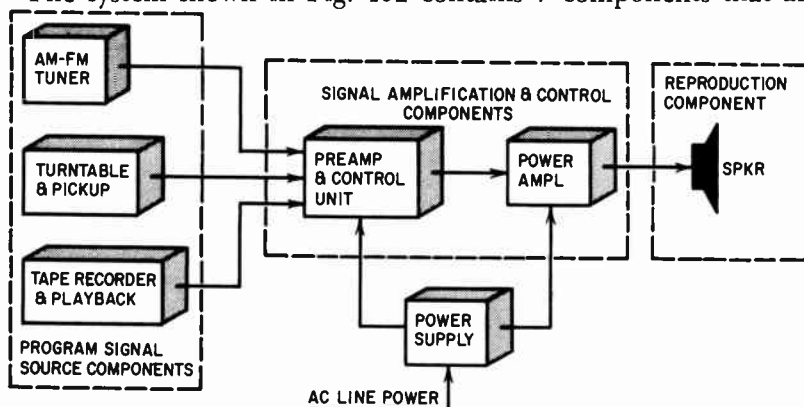 The system shown in Fig. 102 contains 7 components that
AM-FM
TUNER
TURNTABLE
& PICKUP
TAPE RECORDER
& PLAYBACK
PROGRAM SIGNAL
SOURCE COMPONENTS
SIGNAL AMPLIFICATION & CONTROL
COMPONENTS
PREAMP
& CONTROL
UNIT
POWER
AMPL
POWER
SUPPLY
AC LINE POWER
REPRODUCTION
COMPONENT
SPKR